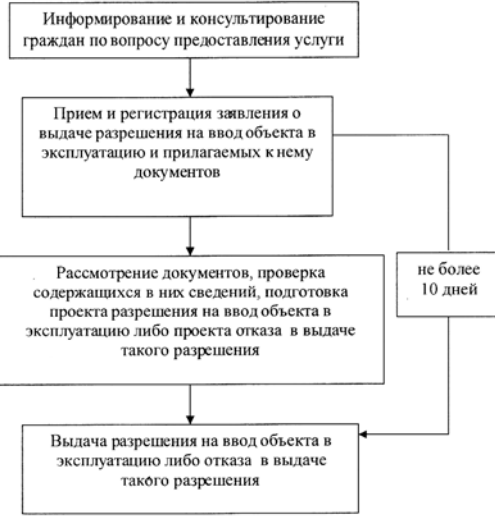 Информирование и консультирование
граждан по вопросу предоставления услуги
Прием и регистрация заявления о
выдаче разрешения на ввод объекта в
эксплуатацию и прилагаемых к нему
документов
Рассмотрение документов, проверка
содержащихся в них сведений, подготовка
проекта разрешения на ввод объекта в
эксплуатацию либо проекта отказа в выдаче
такого разрешения
не более
10 дней
Выдача разрешения на ввод объекта в
эксплуатацию либо отказа в выдаче
такого разрешения